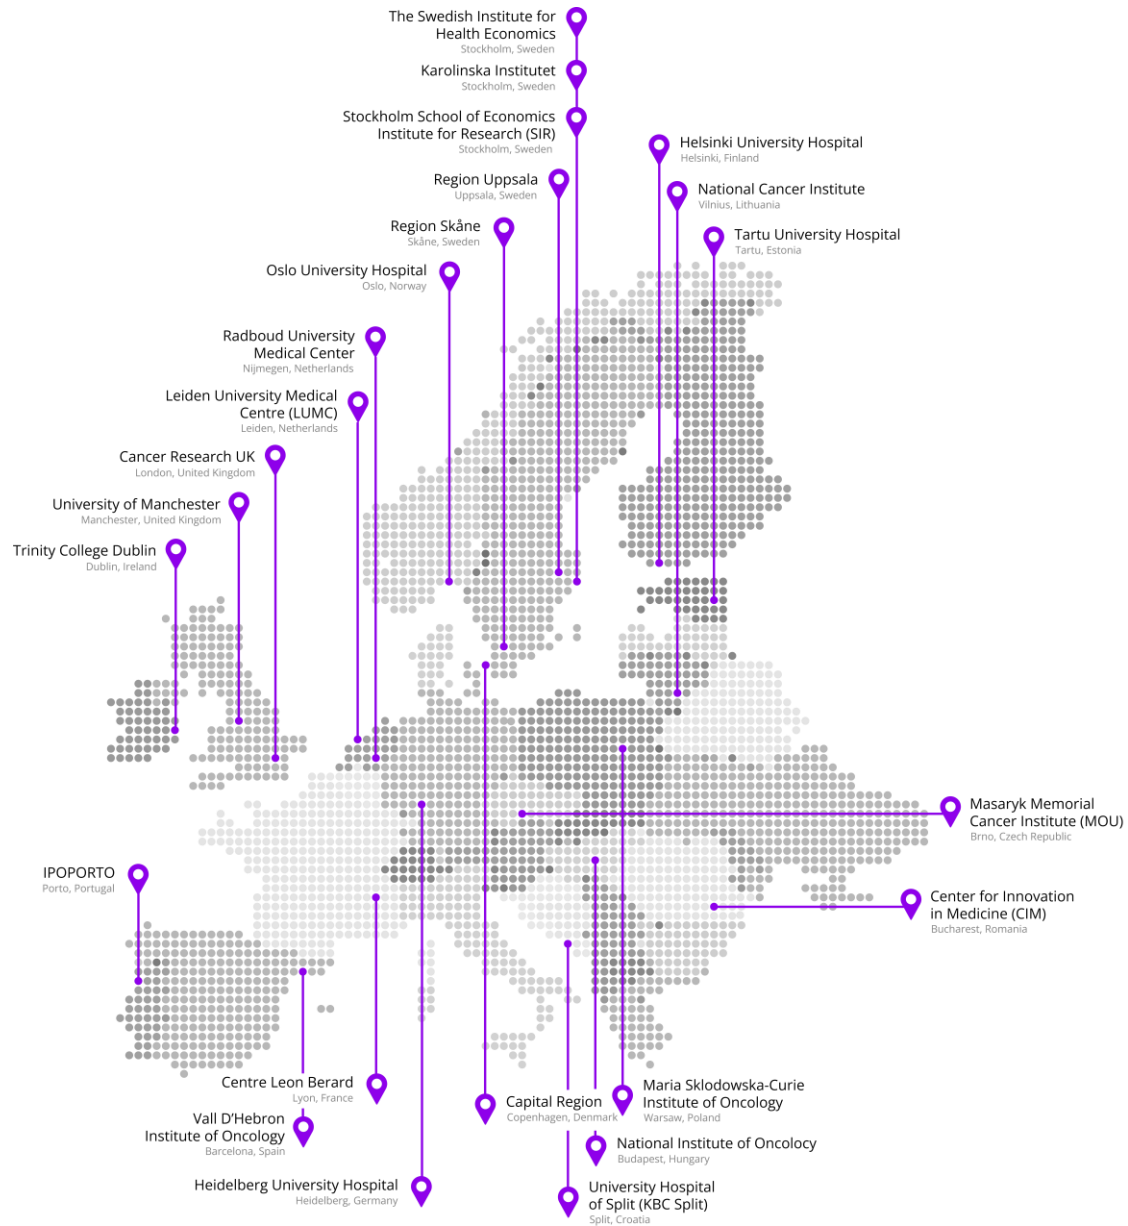 The Swedish Institute for
Health Economics
Stockholm, Sweden
Karolinska Institutet
Stockholm, Sweden
Stockholm School of Economics
Institute for Research (SIR)
Stockholm, Sweden
Helsinki University Hospital
Helsinki, Finland
Region Uppsala
Uppsala, Sweden
National Cancer Institute
Vilnius, Lithuania
Region Skåne
Skåne, Sweden
Tartu University Hospital
Tartu, Estonia
Oslo University Hospital
Oslo, Norway
Radboud University
Medical Center
Nijmegen, Netherlands
Leiden University Medical
Centre (LUMC)
Leiden, Netherlands
Cancer Research UK
London, United Kingdom
University of Manchester
Manchester, United Kingdom
Trinity College Dublin
Dublin, Ireland
Masaryk Memorial
Cancer Institute (MOU)
Brno, Czech Republic
IPOPORTO
Porto, Portugal
Center for Innovation
in Medicine (CIM)
Bucharest, Romania
Centre Leon Berard
Lyon, France
Maria Sklodowska-Curie
Institute of Oncology
Warsaw, Poland
Capital Region
Copenhagen, Denmark
Vall D'Hebron
Institute of Oncology
Barcelona, Spain
National Institute of Oncolocy
Budapest, Hungary
Heidelberg University Hospital
Heidelberg, Germany
University Hospital
of Split (KBC Split)
Split, Croatia